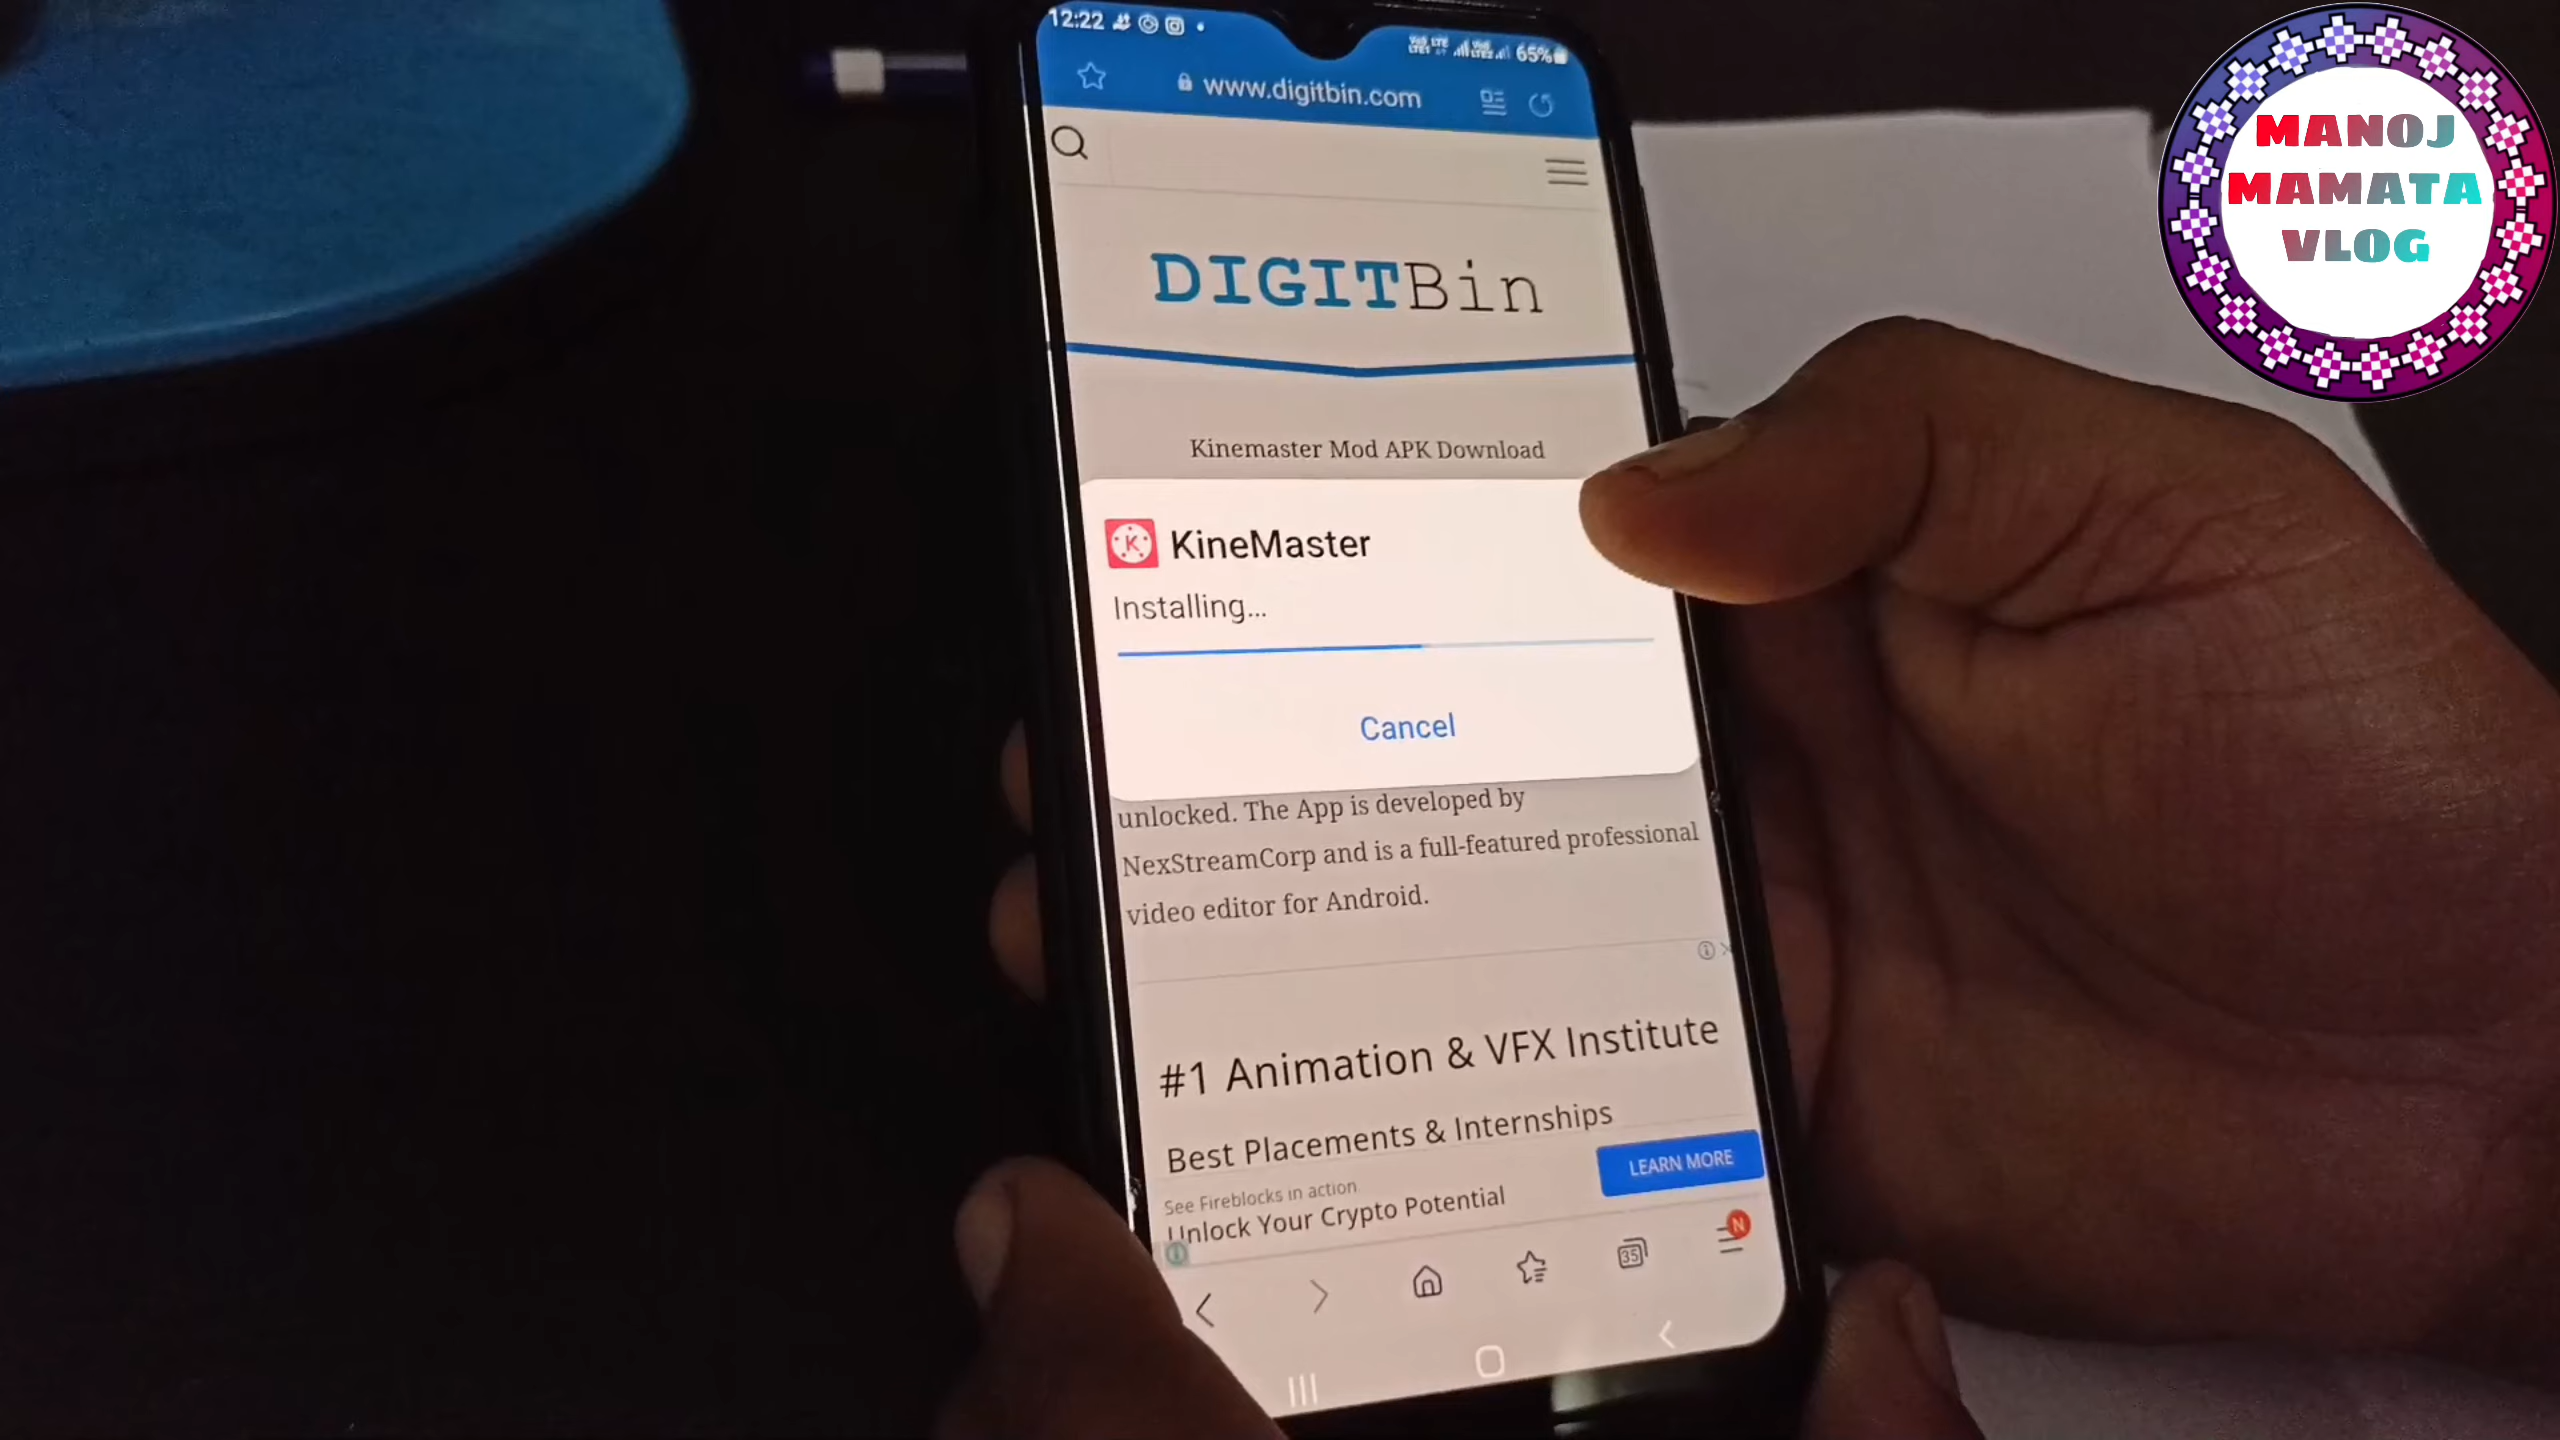 12:22
65%
www.digitbin.com
DIGITBin
Kinemaster Mod APK Download
K
KineMaster
Installing...
Cancel
unlocked. The App is developed by
NexStreamCorp and is a full-featured professional
video editor for Android.
#1 Animation & VFX Institute
Best Placements & Internships
See Fireblocks in action
Unlock Your Crypto Potential
LEARN MORE
35
N
MANOJ
MAMATA
VLOG